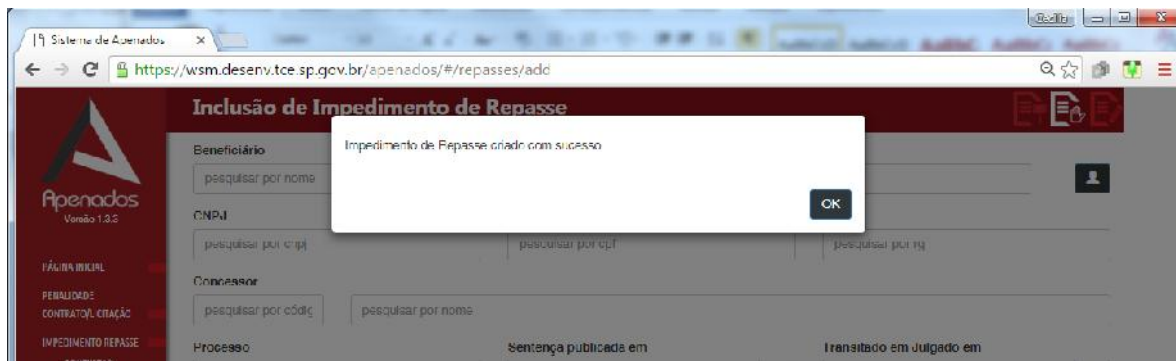 Sistema de Apenados
https://wsm.desenv.tce.sp.gov.br/apenados/#/repasses/add
Inclusão de Impedimento de Repasse
Impedimento de Repasse criado com sucesso
OK
Beneficiário
pesquisar por nome
CNPJ
pesquisar por cnpj
pesquisar por cpf
pesquisar por rg
Concessor
pesquisar por códig
pesquisar por nome
Processo
Sentença publicada em
Transitado em Julgado em
Apenados
Versão 1.3.3
PÁGINA INICIAL
PENALIDADE
CONTRATO/LICITAÇÃO
IMPEDIMENTO REPASSE